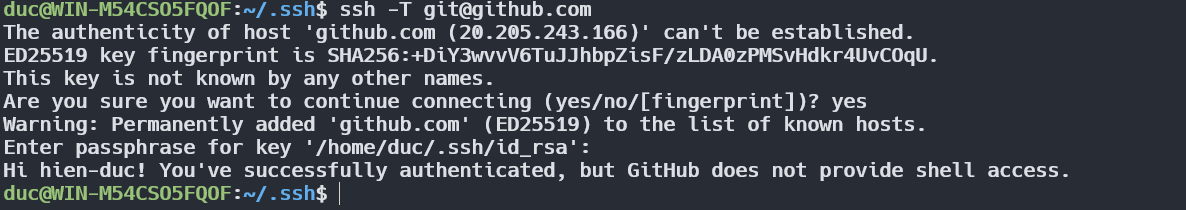 duc@WIN-M54CSO5FQOF:~/.ssh$ ssh -T git@github.com
The authenticity of host 'github.com (20.205.243.166)' can't be established.
ED25519 key fingerprint is SHA256:+DiY3wvvV6TuJJhbpZisF/zLDA0zPMSvHdkr4UvCOqU.
This key is not known by any other names.
Are you sure you want to continue connecting (yes/no/[fingerprint])? yes
Warning: Permanently added 'github.com' (ED25519) to the list of known hosts.
Enter passphrase for key '/home/duc/.ssh/id_rsa':
Hi hien-duc! You've successfully authenticated, but GitHub does not provide shell access.
duc@WIN-M54CSO5FQOF:~/.ssh$